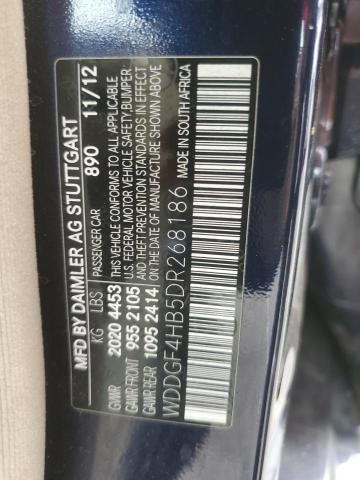 MFD BY DAIMLER AG STUTTGART
PASSENGER CAR 890 11/12
KG LBS
GVWR 2020 4453
GAWR FRONT 955 2105
GAWR REAR 1095 2414
THIS VEHICLE CONFORMS TO ALL APPLICABLE
U.S. FEDERAL MOTOR VEHICLE SAFETY, BUMPER,
AND THEFT PREVENTION STANDARDS IN EFFECT
ON THE DATE OF MANUFACTURE SHOWN ABOVE
WDDGF4HB5DR268186 MADE IN SOUTH AFRICA